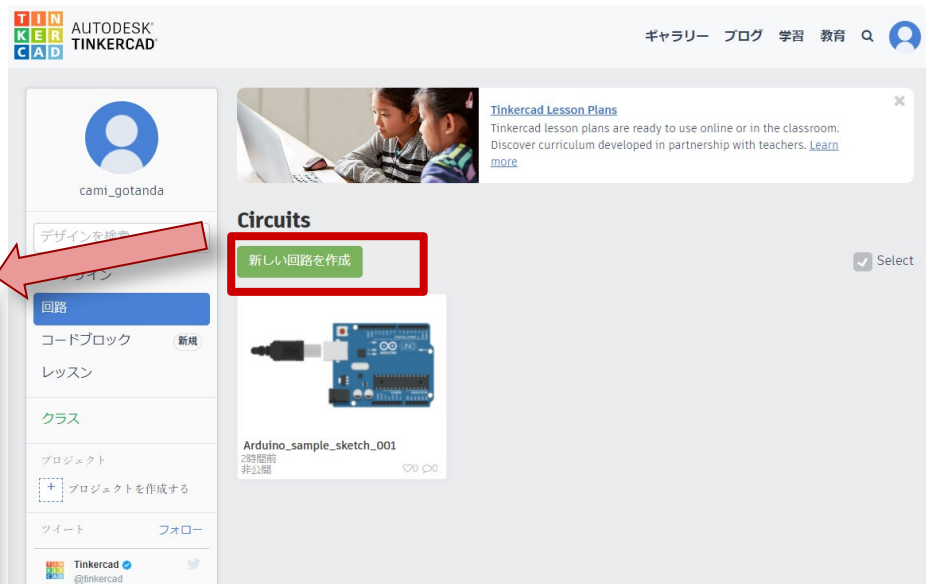 TIN
KER
CAD
AUTODESK
TINKERCAD
ギャラリー ブログ 学習 教育
cami_gotanda
デザインを検索
回路
コードブロック 新規
レッスン
クラス
プロジェクト
+ プロジェクトを作成する
ツイート フォロー
Tinkercad
@tinkercad
Tinkercad Lesson Plans
Tinkercad lesson plans are ready to use online or in the classroom.
Discover curriculum developed in partnership with teachers. Learn
more
Circuits
新しい回路を作成
Select
UNO
Arduino_sample_sketch_001
2時間前
非公開
0 0